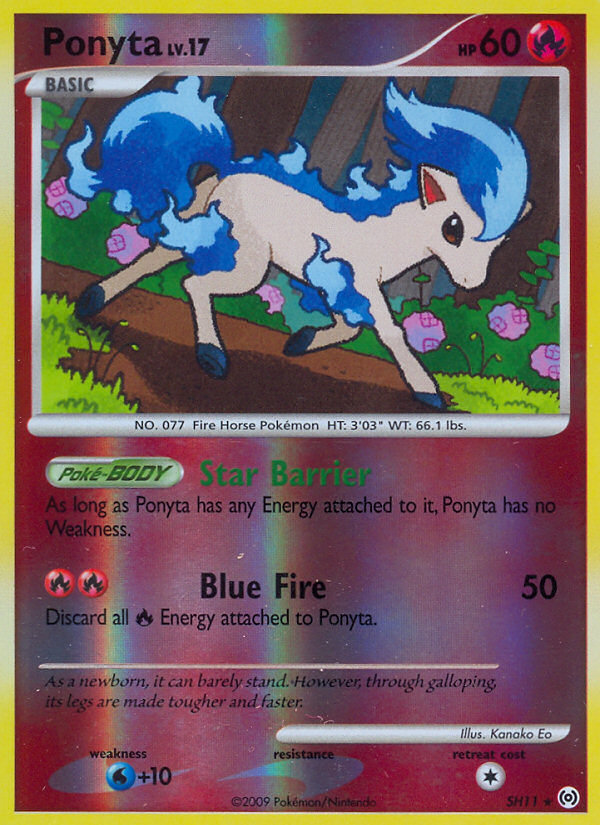 Ponyta LV.17 HP 60
BASIC
NO. 077 Fire Horse Pokémon HT: 3'03" WT: 66.1 lbs.
Poké-BODY Star Barrier
As long as Ponyta has any Energy attached to it, Ponyta has no
Weakness.
Blue Fire 50
Discard all Energy attached to Ponyta.
As a newborn, it can barely stand. However, through galloping,
its legs are made tougher and faster.
Illus. Kanako Eo
weakness resistance retreat cost
+10
©2009 Pokémon/Nintendo SH11 ★